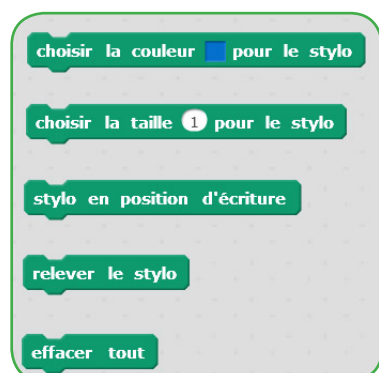 choisir la couleur pour le stylo
choisir la taille 1 pour le stylo
stylo en position d'écriture
relever le stylo
effacer tout